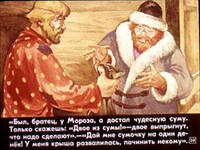 «Был, братец, у Мороза, а достал чудесную суму.
Только скажешь: «Двое из сумы!»—двое выпрыгнут,
что надо сделают».—«Дай мне сумочку на один де-
нёк! У меня крыша развалилась, починить некому».